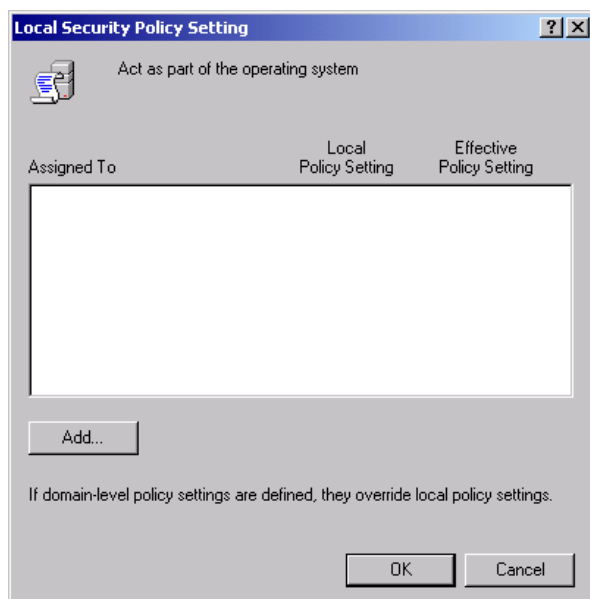 Local Security Policy Setting
Act as part of the operating system
Assigned To
Local
Policy Setting
Effective
Policy Setting
Add...
If domain-level policy settings are defined, they override local policy settings.
OK
Cancel